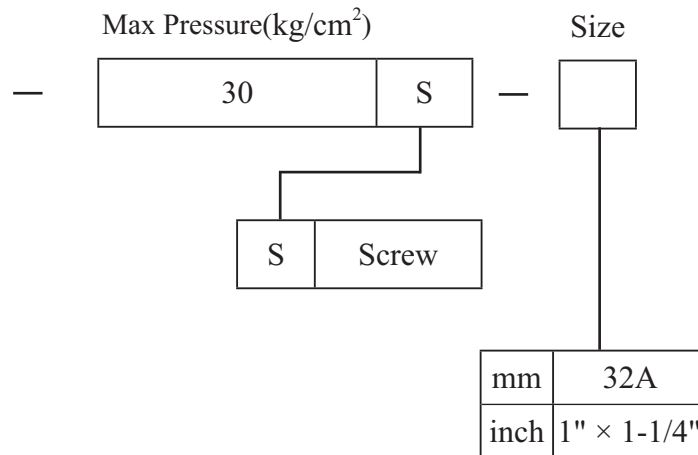 Max Pressure(kg/cm²)
Size
— 30 S —
S Screw
mm 32A
inch 1" × 1-1/4"